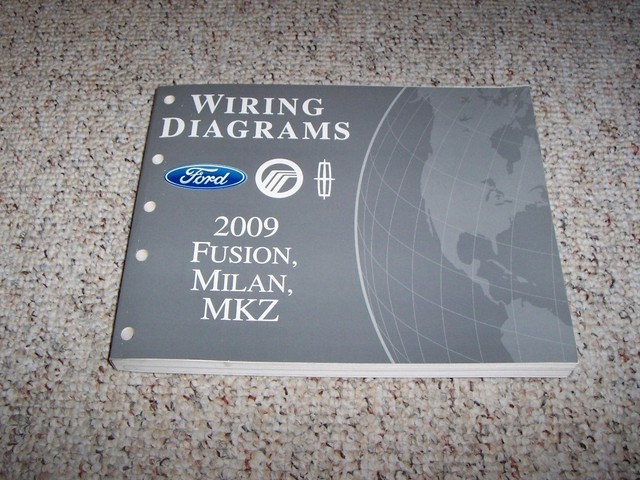 WIRING
DIAGRAMS
Ford
2009
FUSION,
MILAN,
MKZ